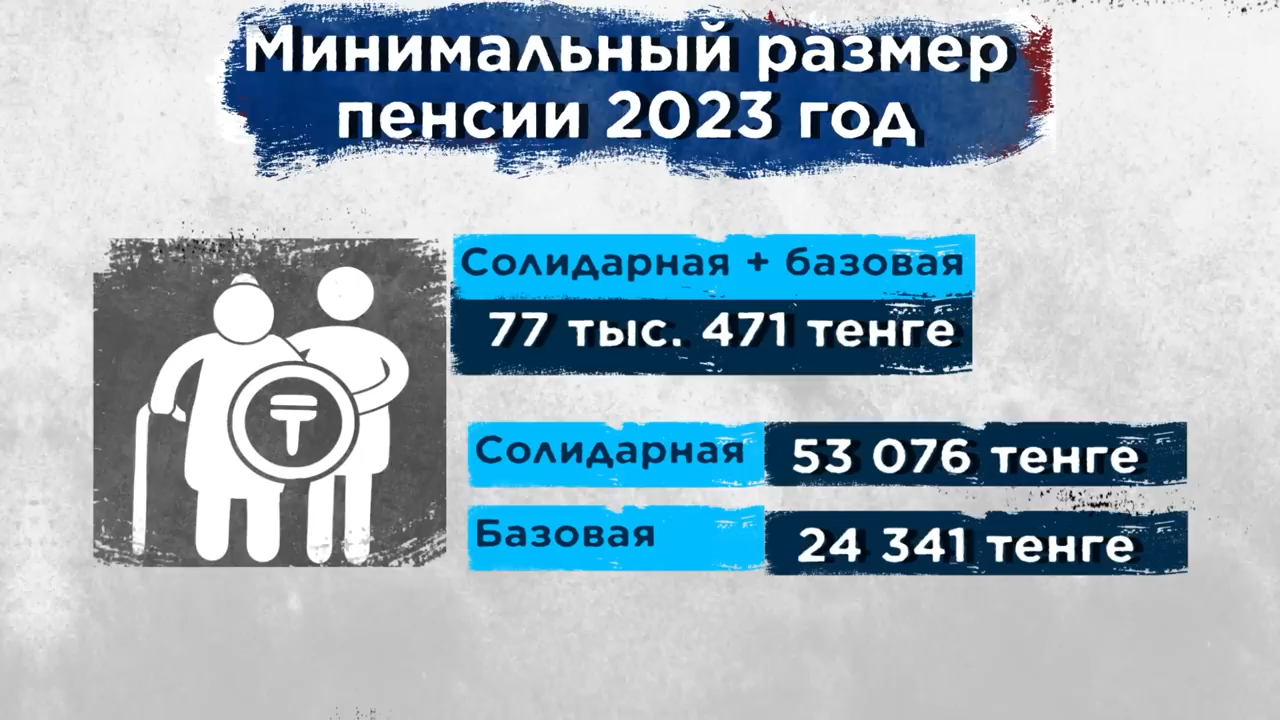 Минимальный размер
пенсии 2023 год
Солидарная + базовая
77 тыс. 471 тенге
Солидарная 53 076 тенге
Базовая 24 341 тенге